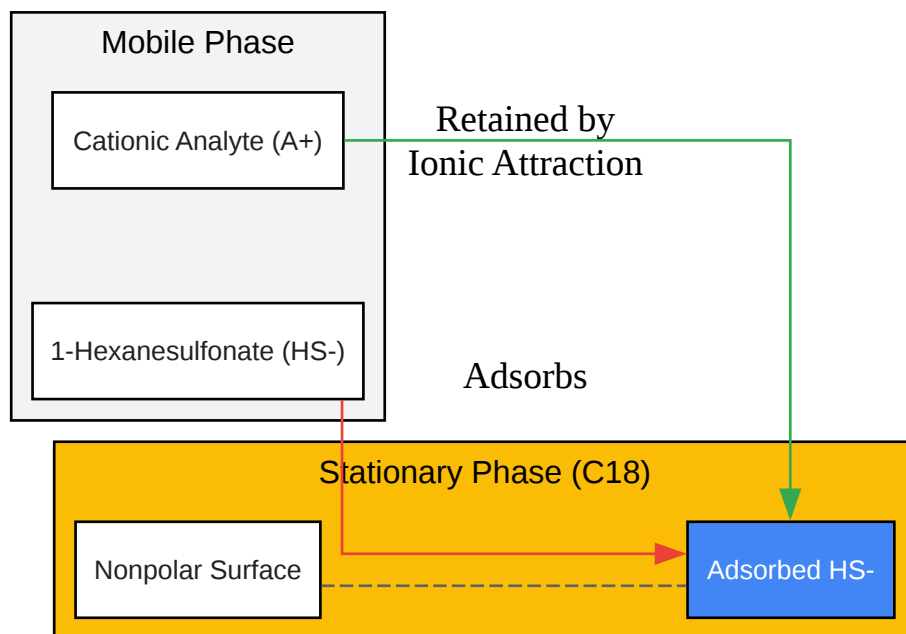 Mobile Phase
Cationic Analyte (A+)
Retained by
Ionic Attraction
1-Hexanesulfonate (HS-)
Adsorbs
Stationary Phase (C18)
Nonpolar Surface
Adsorbed HS-